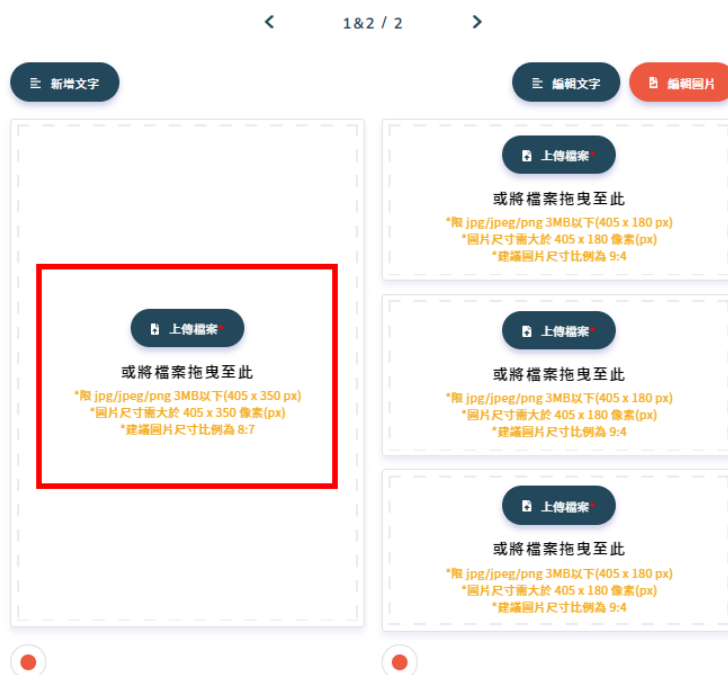 1&2 / 2
新增文字
編輯文字
編輯圖片
上傳檔案*
或將檔案拖曳至此
*限 jpg/jpeg/png 3MB以下(405 x 350 px)
*圖片尺寸需大於 405 x 350 像素(px)
*建議圖片尺寸比例為 8:7
上傳檔案*
或將檔案拖曳至此
*限 jpg/jpeg/png 3MB以下(405 x 180 px)
*圖片尺寸需大於 405 x 180 像素(px)
*建議圖片尺寸比例為 9:4
上傳檔案*
或將檔案拖曳至此
*限 jpg/jpeg/png 3MB以下(405 x 180 px)
*圖片尺寸需大於 405 x 180 像素(px)
*建議圖片尺寸比例為 9:4
上傳檔案*
或將檔案拖曳至此
*限 jpg/jpeg/png 3MB以下(405 x 180 px)
*圖片尺寸需大於 405 x 180 像素(px)
*建議圖片尺寸比例為 9:4